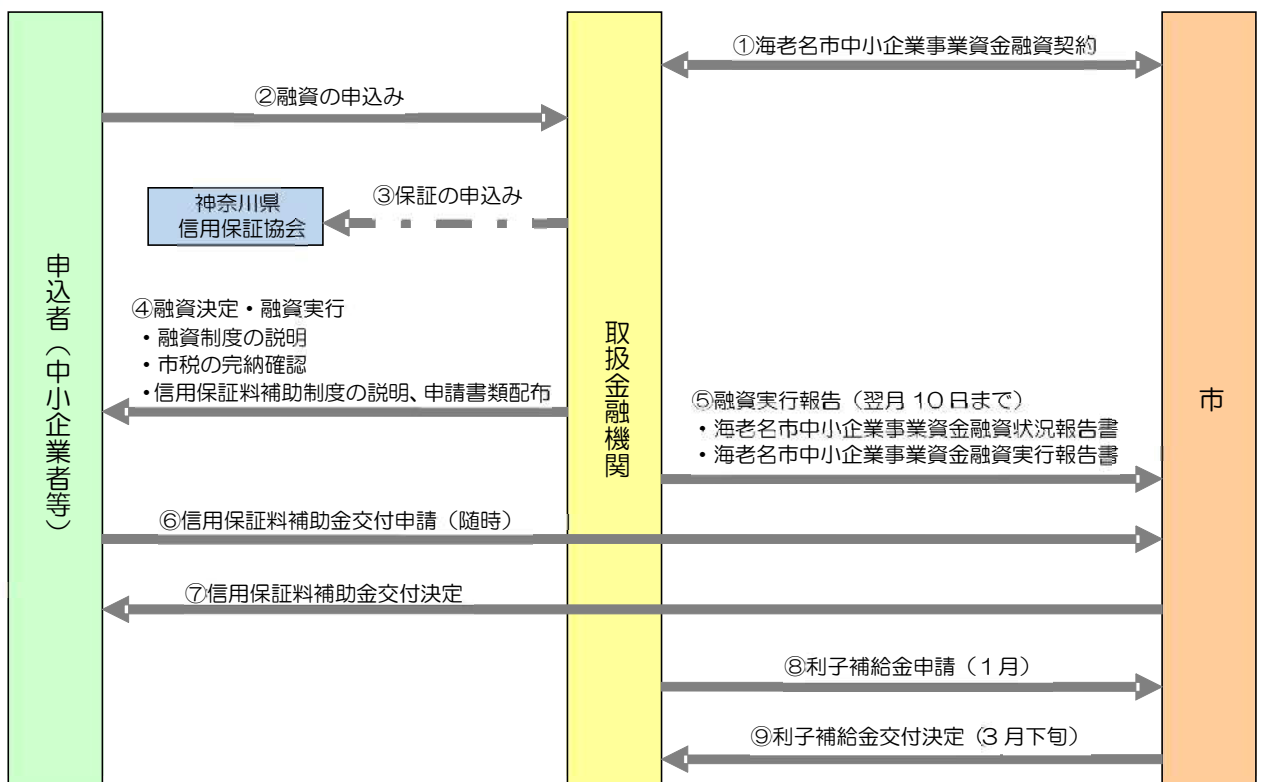 ①海老名市中小企業事業資金融資契約
②融資の申込み
③保証の申込み
神奈川県
信用保証協会
申込者（中小企業者等）
④融資決定・融資実行
・融資制度の説明
・市税の完納確認
・信用保証料補助制度の説明、申請書類配布
取扱金融機関
⑤融資実行報告（翌月 10 日まで）
・海老名市中小企業事業資金融資状況報告書
・海老名市中小企業事業資金融資実行報告書
市
⑥信用保証料補助金交付申請（随時）
⑦信用保証料補助金交付決定
⑧利子補給金申請（１月）
⑨利子補給金交付決定（3 月下旬）